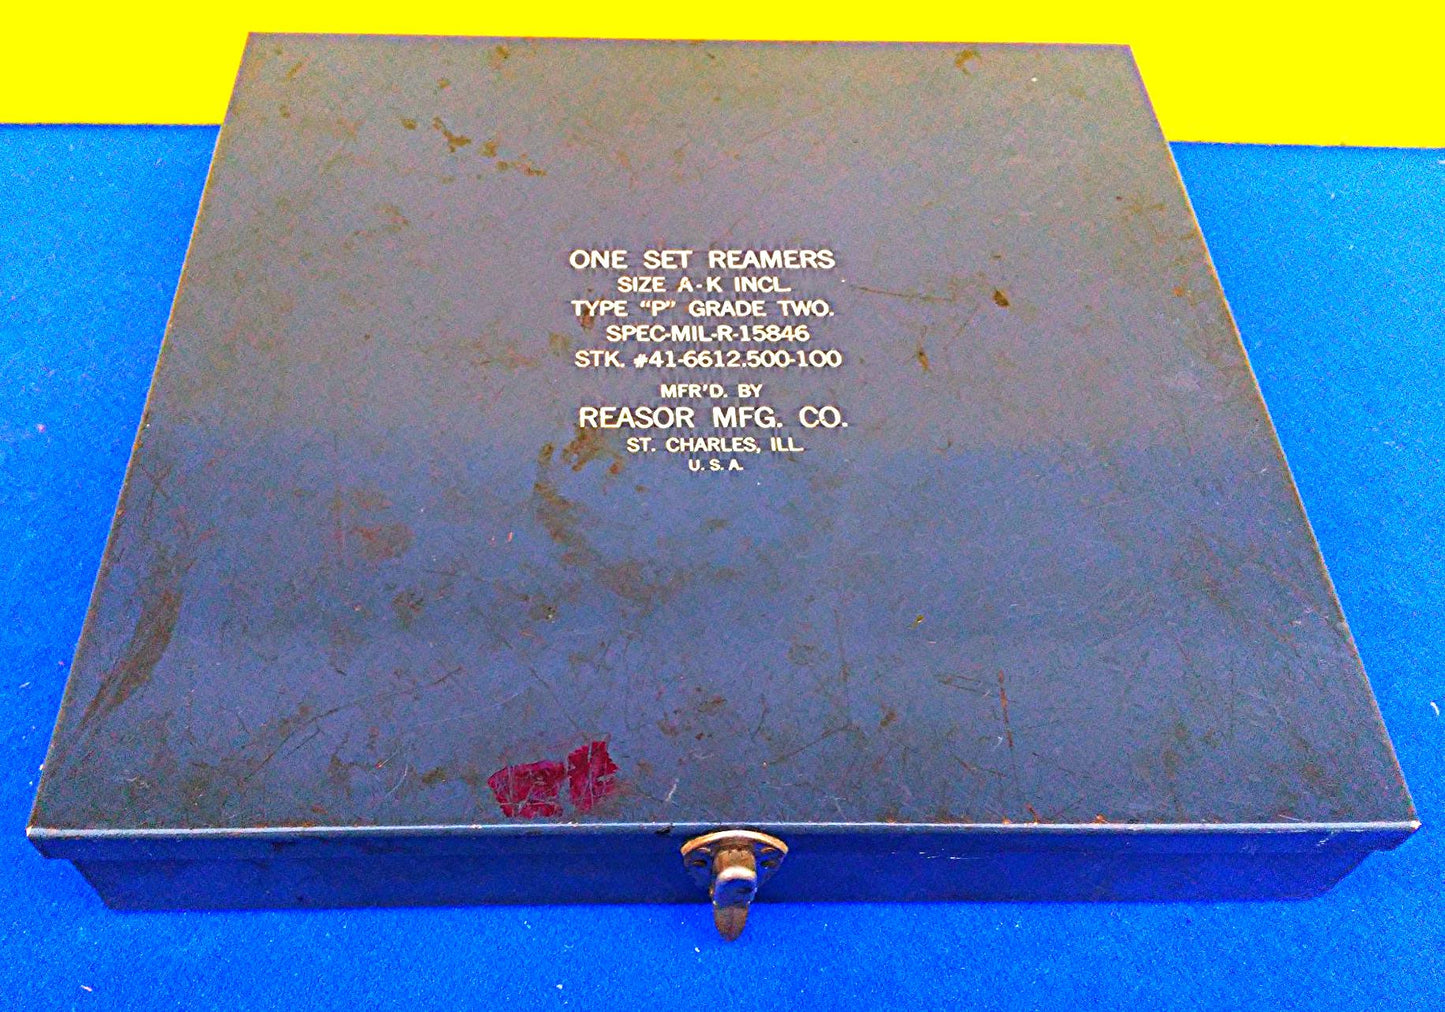 ONE SET REAMERS
SIZE A-K INCL.
TYPE "P" GRADE TWO.
SPEC-MIL-R-15846
STK. #41-6612.500-100
MFR'D. BY
REASOR MFG. CO.
ST. CHARLES, ILL.
U. S. A.